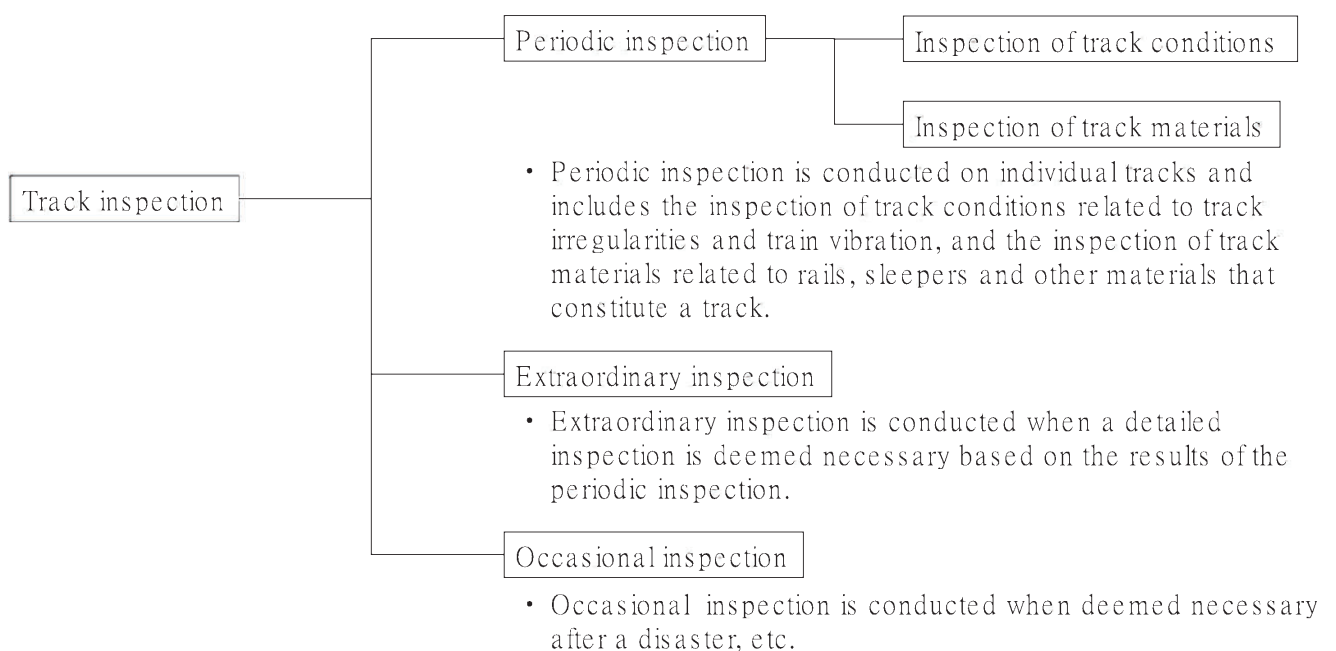 Periodic inspection
Inspection of track conditions
Inspection of track materials
Track inspection
・ Periodic inspection is conducted on individual tracks and
includes the inspection of track conditions related to track
irregularities and train vibration, and the inspection of track
materials related to rails, sleepers and other materials that
constitute a track.
Extraordinary inspection
・ Extraordinary inspection is conducted when a detailed
inspection is deemed necessary based on the results of the
periodic inspection.
Occasional inspection
・ Occasional inspection is conducted when deemed necessary
after a disaster, etc.